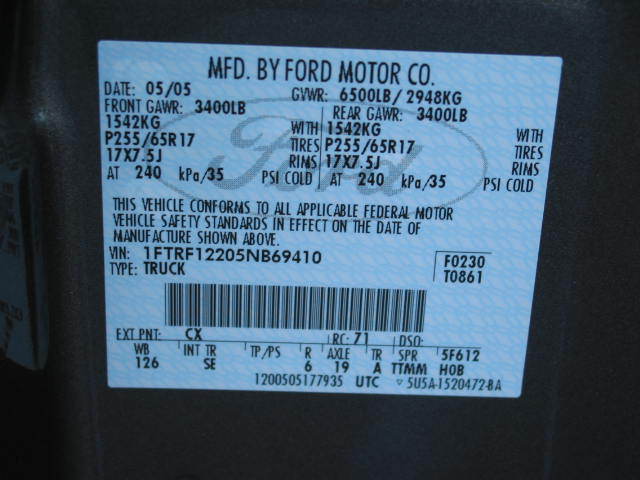 MFD. BY FORD MOTOR CO.
DATE: 05/05 GVWR: 6500LB/ 2948KG
FRONT GAWR: 3400LB REAR GAWR: 3400LB
1542KG 1542KG WITH
P255/65R17 TIRES P255/65R17 TIRES
17X7.5J RIMS 17X7.5J RIMS
AT 240 kPa/35 PSI COLD AT 240 kPa/35 PSI COLD
Ford
THIS VEHICLE CONFORMS TO ALL APPLICABLE FEDERAL MOTOR
VEHICLE SAFETY STANDARDS IN EFFECT ON THE DATE OF
MANUFACTURE SHOWN ABOVE.
VIN: 1FTRF12205NB69410 F0230
TYPE: TRUCK T0861
EXT PNT: CX RC: 71 DSO:
WB INT TR TP/PS R AXLE TR SPR 5F612
126 SE 6 19 A TTMM HOB
1200505177935 UTC 5U5A-1520472-BA